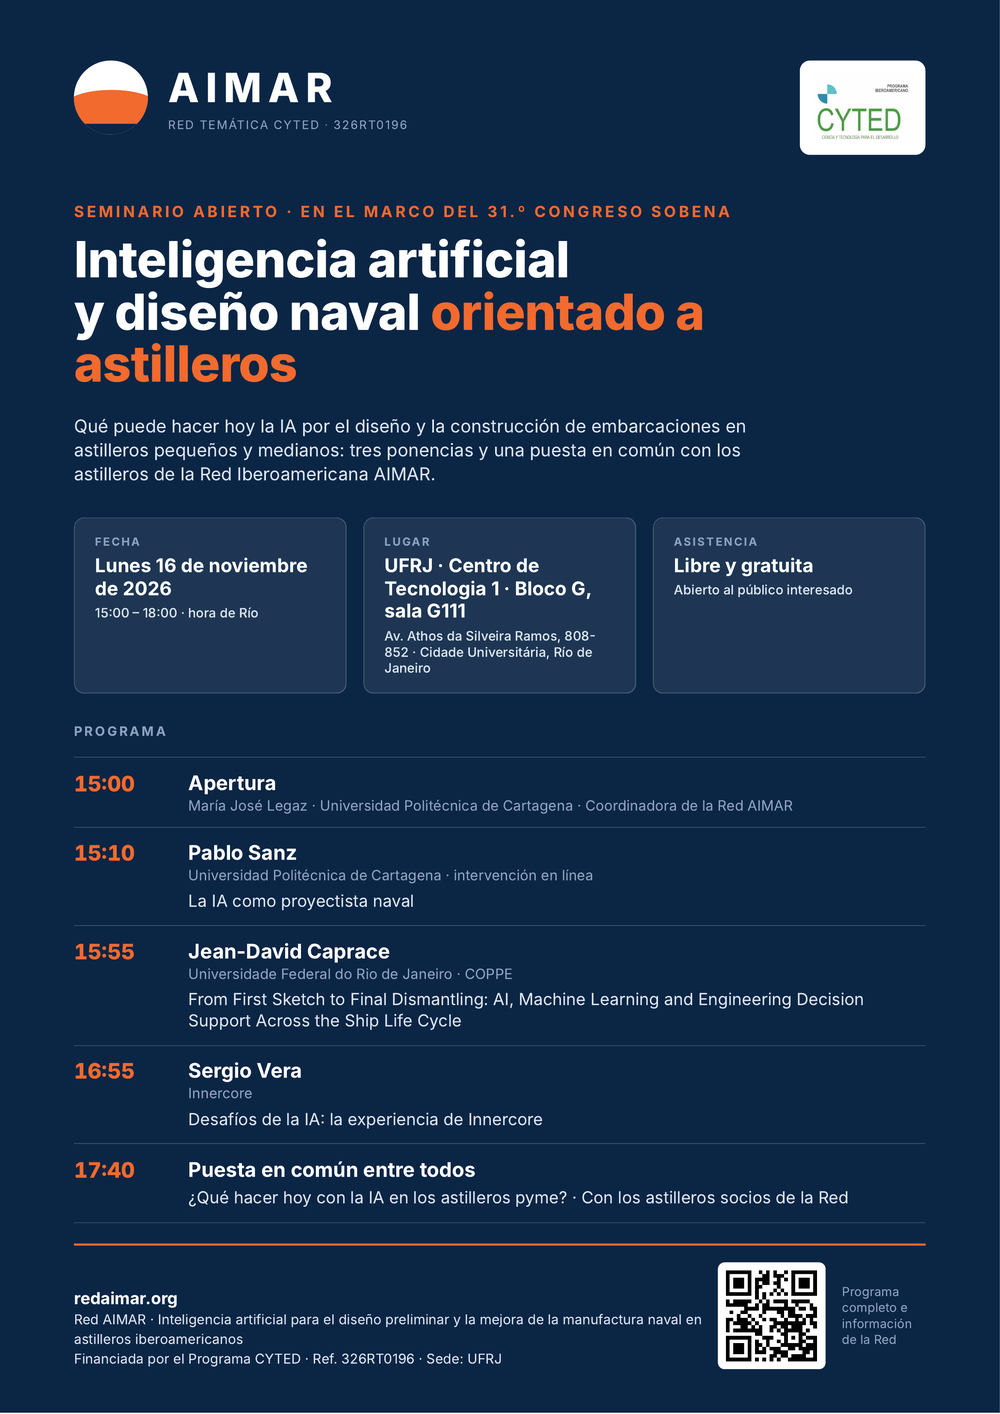 AIMAR
RED TEMÁTICA CYTED · 326RT0196
PROGRAMA
IBEROAMERICANO
CYTED
CIENCIA Y TECNOLOGÍA PARA EL DESARROLLO
SEMINARIO ABIERTO · EN EL MARCO DEL 31.º CONGRESO SOBENA
Inteligencia artificial
y diseño naval orientado a
astilleros
Qué puede hacer hoy la IA por el diseño y la construcción de embarcaciones en
astilleros pequeños y medianos: tres ponencias y una puesta en común con los
astilleros de la Red Iberoamericana AIMAR.
FECHA
Lunes 16 de noviembre
de 2026
15:00 – 18:00 · hora de Río
LUGAR
UFRJ · Centro de
Tecnologia 1 · Bloco G,
sala G111
Av. Athos da Silveira Ramos, 808-
852 · Cidade Universitária, Río de
Janeiro
ASISTENCIA
Libre y gratuita
Abierto al público interesado
PROGRAMA
15:00
Apertura
María José Legaz · Universidad Politécnica de Cartagena · Coordinadora de la Red AIMAR
15:10
Pablo Sanz
Universidad Politécnica de Cartagena · intervención en línea
La IA como proyectista naval
15:55
Jean-David Caprace
Universidade Federal do Rio de Janeiro · COPPE
From First Sketch to Final Dismantling: AI, Machine Learning and Engineering Decision
Support Across the Ship Life Cycle
16:55
Sergio Vera
Innercore
Desafíos de la IA: la experiencia de Innercore
17:40
Puesta en común entre todos
¿Qué hacer hoy con la IA en los astilleros pyme? · Con los astilleros socios de la Red
redaimar.org
Red AIMAR · Inteligencia artificial para el diseño preliminar y la mejora de la manufactura naval en
astilleros iberoamericanos
Financiada por el Programa CYTED · Ref. 326RT0196 · Sede: UFRJ
Programa
completo e
información
de la Red